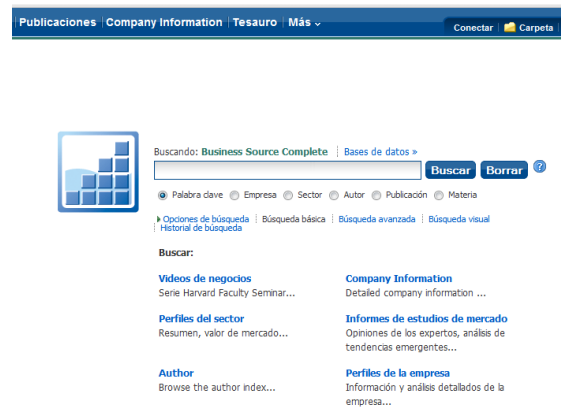 Publicaciones Company Information Tesauro Más
Conectar Carpeta
Buscando: Business Source Complete Bases de datos »
Buscar Borrar ?
Palabra clave Empresa Sector Autor Publicación Materia
Opciones de búsqueda Búsqueda básica Búsqueda avanzada Búsqueda visual
Historial de búsqueda
Buscar:
Videos de negocios
Serie Harvard Faculty Seminar...
Company Information
Detailed company information ...
Perfiles del sector
Resumen, valor de mercado...
Informes de estudios de mercado
Opiniones de los expertos, análisis de
tendencias emergentes...
Author
Browse the author index...
Perfiles de la empresa
Información y análisis detallados de la
empresa...